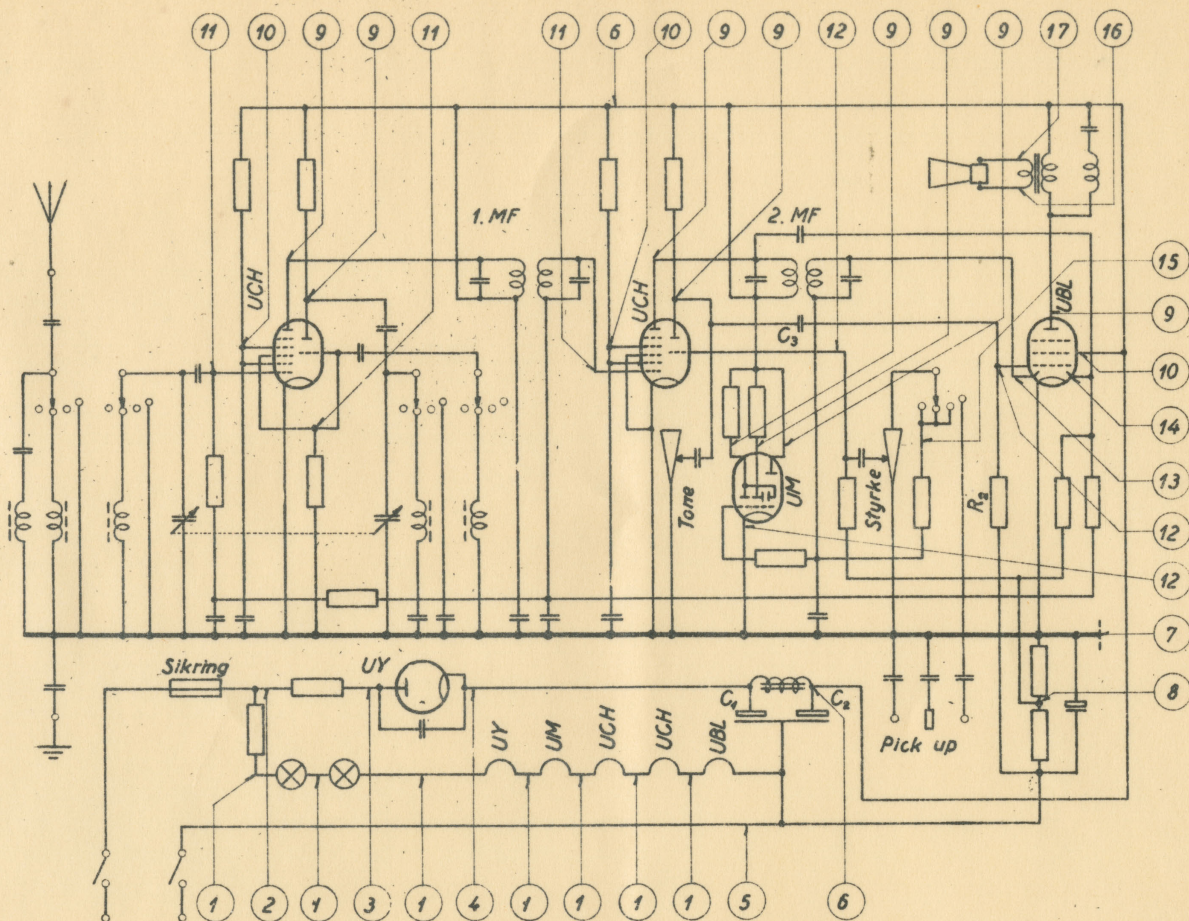 11 10 9 9 11 11 6 10 9 9 12 9 9 9 17 16
1. MF
2. MF
15
UCH
UCH
UBL
9
C₃
10
14
Tone
UM
Styrke
R₂
13
12
12
7
Sikring
UY
8
C₁
C₂
UY
UM
UCH
UCH
UBL
Pick up
1 2 1 3 1 4 1 1 1 1 5 6